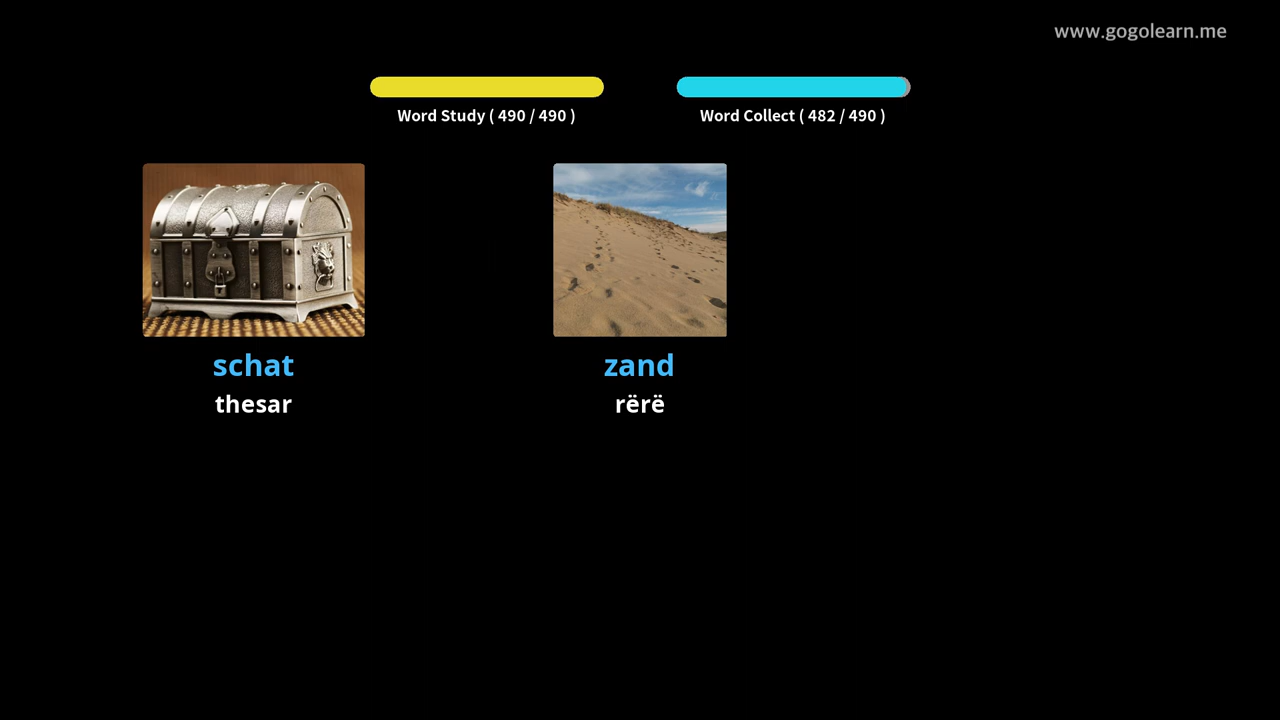 www.gogolearn.me
Word Study ( 490 / 490 )
Word Collect ( 482 / 490 )
schat
thesar
zand
rërë